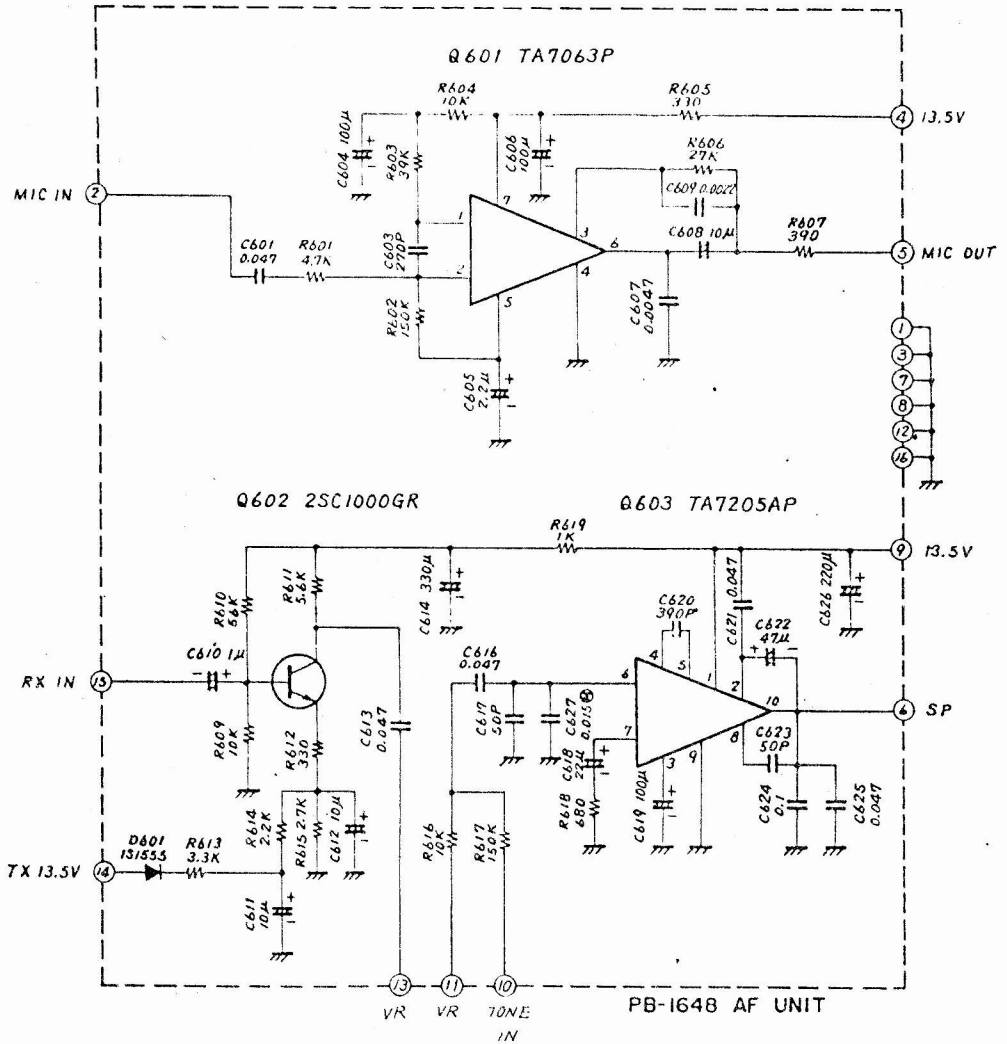 Q601 TA7063P
R604
10K
R605
330
4 13.5V
C604 100μ
R603
39K
C606
100μ
R606
27K
C609 0.0022
MIC IN 2
7
1
3
C608 10μ
R607
390
C601
0.047
R601
4.7K
C603
270P
2
6
4
5 MIC OUT
5
R602
150K
C607
0.0047
C605
2.2μ
1
3
7
8
12
16
Q602 2SC1000GR
Q603 TA7205AP
R619
1K
9 13.5V
R610
56K
R611
5.6K
C614 330μ
C620
390P
C621 0.047
C626 220μ
C622
47μ
C610 1μ
C616
0.047
4
5
1
2
RX IN 15
6
10
6 SP
R609
10K
R612
330
C613
0.047
C617
50P
C627
0.015
7
8
C623
50P
3
9
C618
22μ
R618
680
C619 100μ
C624
0.1
C625
0.047
R614
2.2K
R615 2.7K
C612 10μ
R616
10K
R617
150K
D601
1S1555
R613
3.3K
TX 13.5V 14
C611
10μ
13
11
10
VR
VR
TONE
IN
PB-1648 AF UNIT